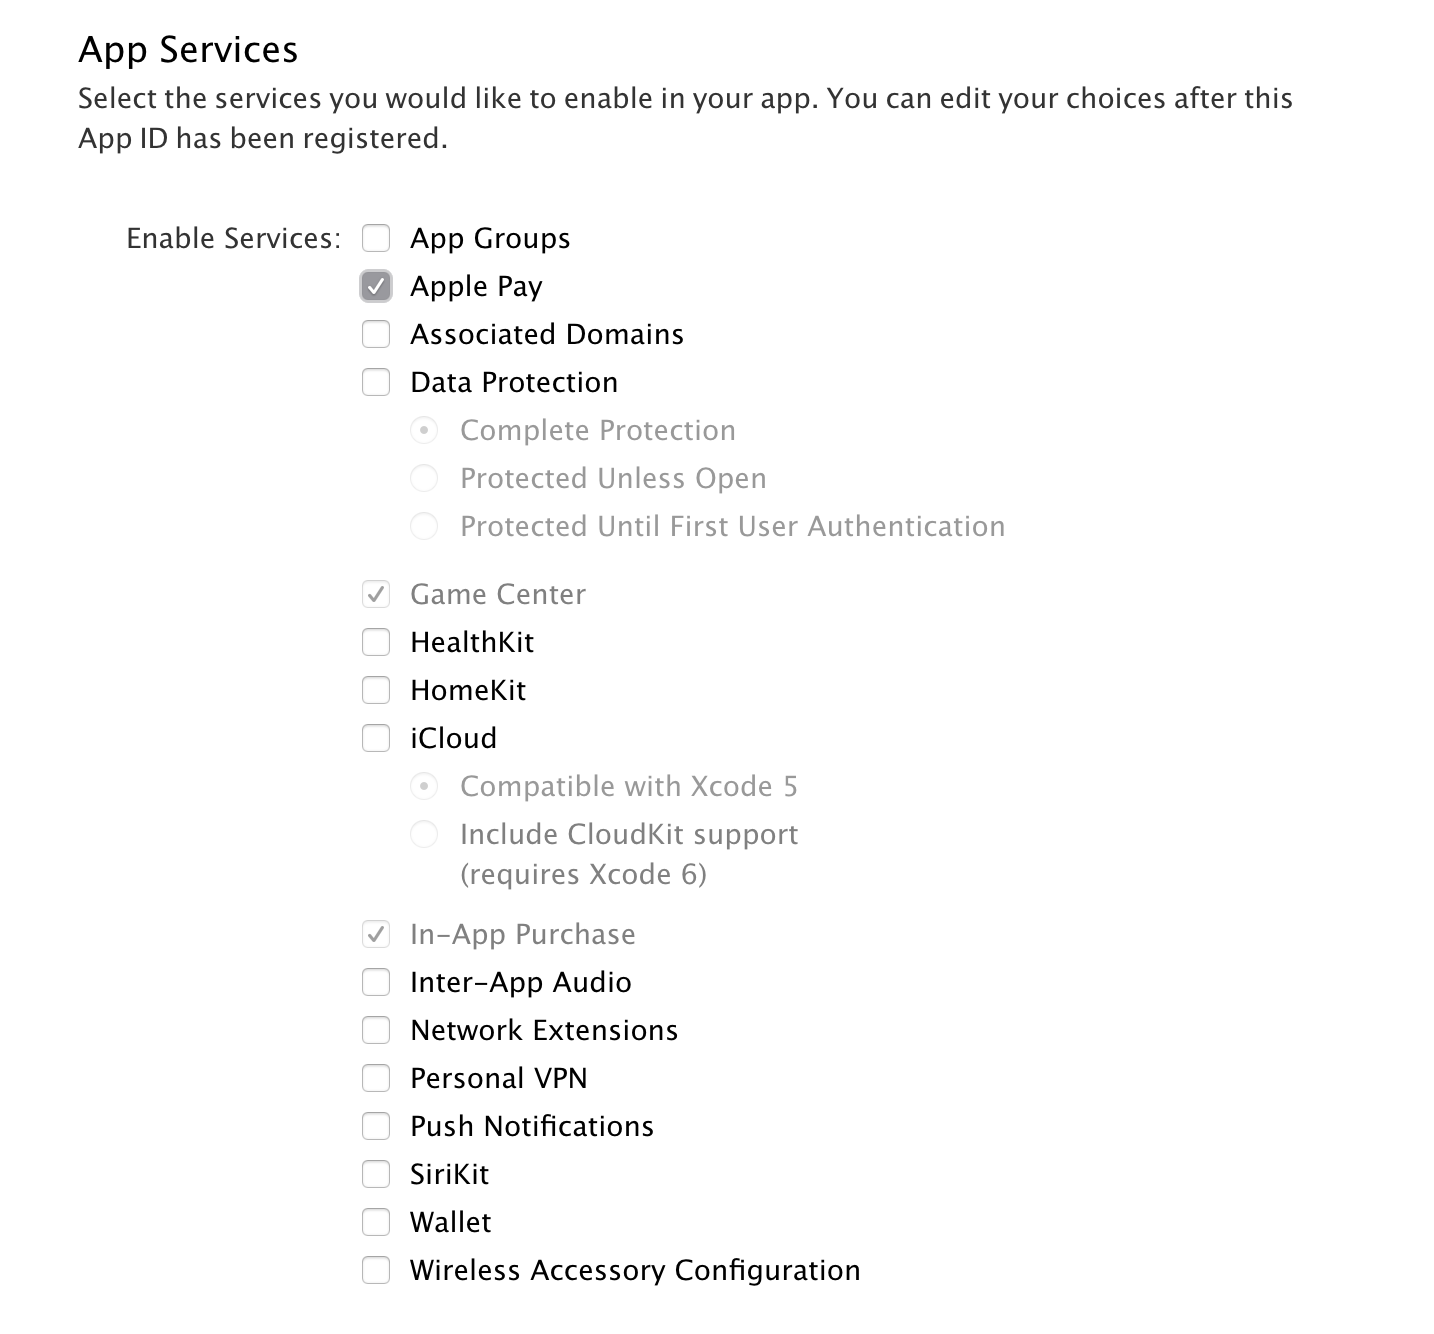 App Services
Select the services you would like to enable in your app. You can edit your choices after this
App ID has been registered.
Enable Services: App Groups
Apple Pay
Associated Domains
Data Protection
Complete Protection
Protected Unless Open
Protected Until First User Authentication
Game Center
HealthKit
HomeKit
iCloud
Compatible with Xcode 5
Include CloudKit support
(requires Xcode 6)
In-App Purchase
Inter-App Audio
Network Extensions
Personal VPN
Push Notifications
SiriKit
Wallet
Wireless Accessory Configuration